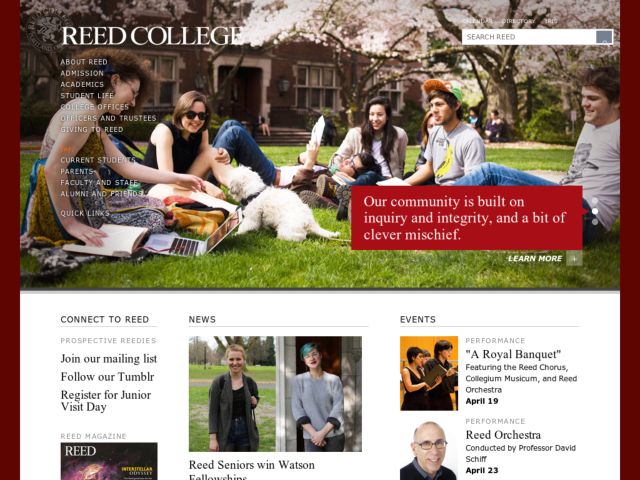 REED COLLEGE
CALENDAR DIRECTORY IRIS
SEARCH REED
ABOUT REED
ADMISSION
ACADEMICS
STUDENT LIFE
COLLEGE OFFICES
OFFICERS AND TRUSTEES
GIVING TO REED
CURRENT STUDENTS
PARENTS
FACULTY AND STAFF
ALUMNI AND FRIENDS
QUICK LINKS
Our community is built on
inquiry and integrity, and a bit of
clever mischief.
LEARN MORE +
CONNECT TO REED
PROSPECTIVE REEDIES
Join our mailing list
Follow our Tumblr
Register for Junior
Visit Day
REED MAGAZINE
REED
INTERSTELLAR
ODYSSEY
NEWS
Reed Seniors win Watson
Fellowships
EVENTS
PERFORMANCE
"A Royal Banquet"
Featuring the Reed Chorus,
Collegium Musicum, and Reed
Orchestra
April 19
PERFORMANCE
Reed Orchestra
Conducted by Professor David
Schiff
April 23